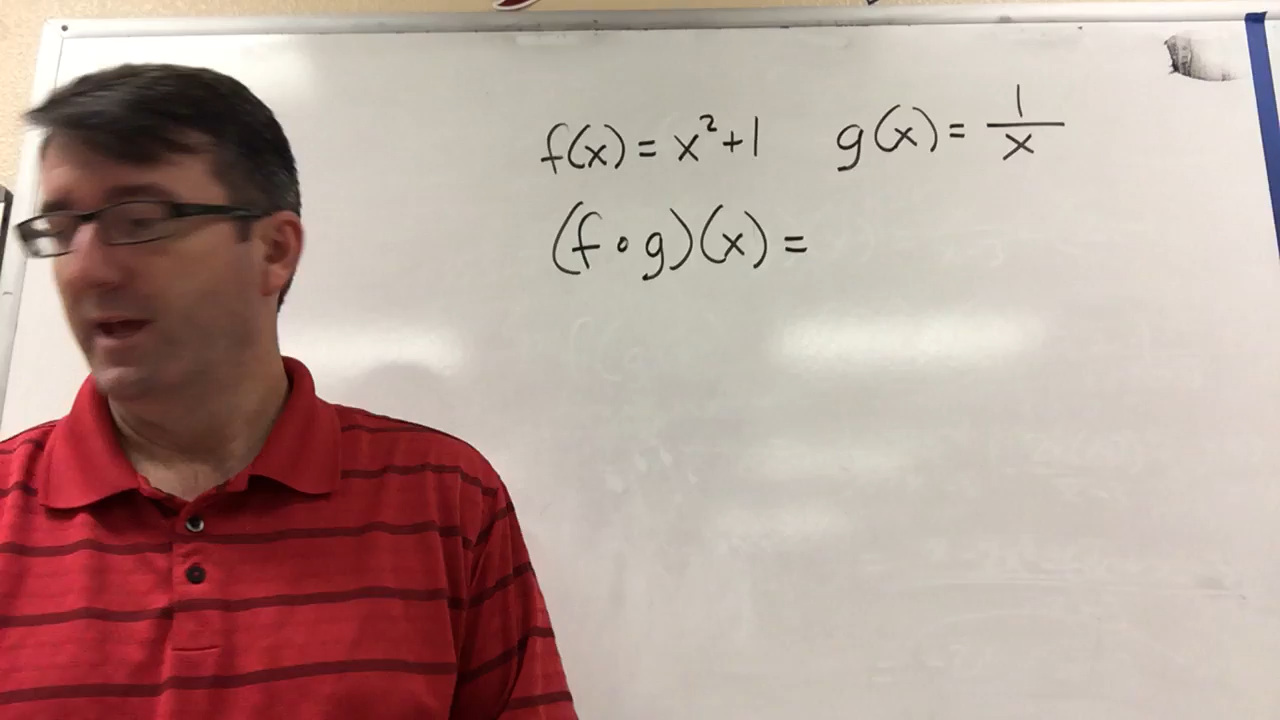 f(x) = x² + 1 g(x) = 1/x
(f ∘ g)(x) =